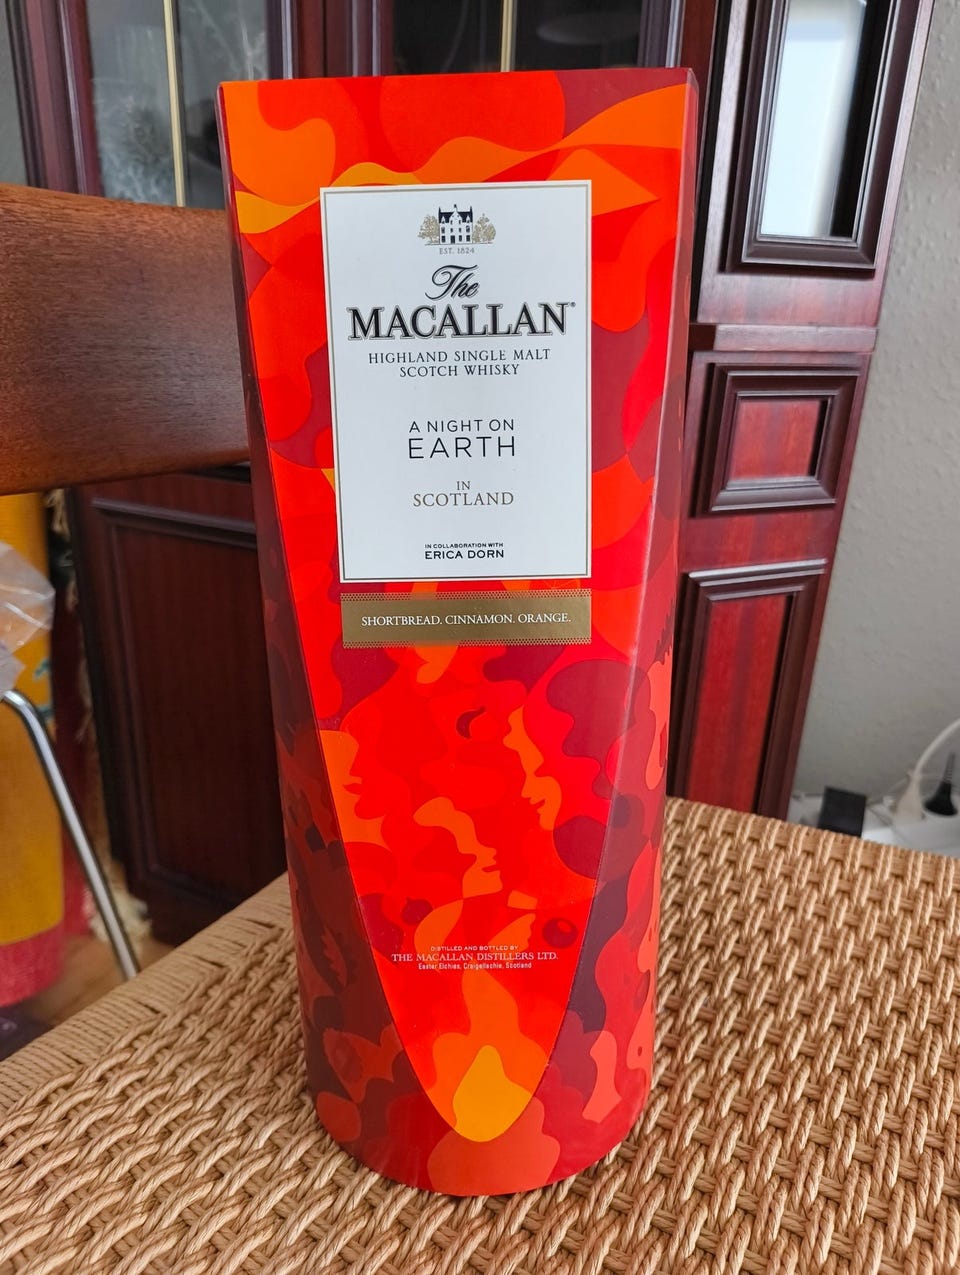 EST. 1824
The
MACALLAN
HIGHLAND SINGLE MALT
SCOTCH WHISKY
A NIGHT ON
EARTH
IN
SCOTLAND
IN COLLABORATION WITH
ERICA DORN
SHORTBREAD. CINNAMON. ORANGE.
DISTILLED AND BOTTLED BY
THE MACALLAN DISTILLERS LTD.
Easter Elchies, Craigellachie, Scotland